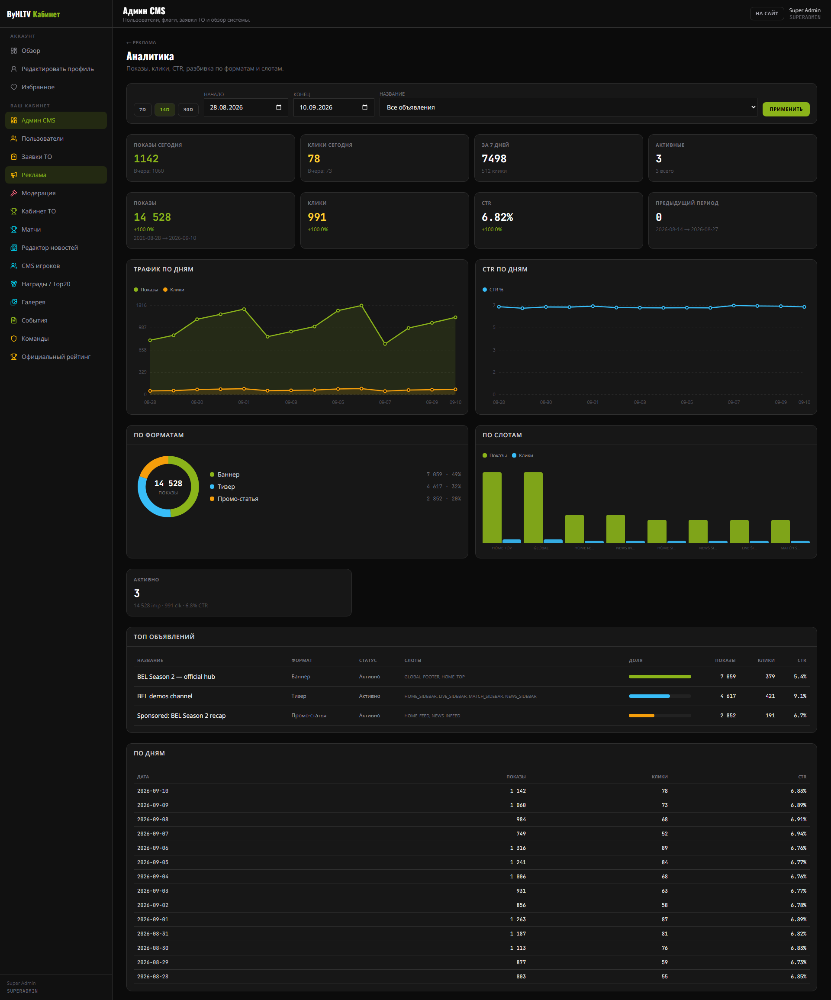 ByHLTV Кабинет
АККАУНТ
Обзор
Редактировать профиль
Избранное
ВАШ КАБИНЕТ
Админ CMS
Пользователи
Заявки ТО
Реклама
Модерация
Кабинет ТО
Матчи
Редактор новостей
CMS игроков
Награды / Top20
Галерея
События
Команды
Официальный рейтинг
Super Admin
SUPERADMIN
Админ CMS
Пользователи, флаги, заявки ТО и обзор системы.
НА САЙТ
Super Admin
SUPERADMIN
← РЕКЛАМА
Аналитика
Показы, клики, CTR, разбивка по форматам и слотам.
7D 14D 30D
НАЧАЛО
28.08.2026
КОНЕЦ
10.09.2026
НАЗВАНИЕ
Все объявления
ПРИМЕНИТЬ
ПОКАЗЫ СЕГОДНЯ
1142
Вчера: 1060
КЛИКИ СЕГОДНЯ
78
Вчера: 73
ЗА 7 ДНЕЙ
7498
512 клики
АКТИВНЫЕ
3
3 всего
ПОКАЗЫ
14 528
+100.0%
2026-08-28 → 2026-09-10
КЛИКИ
991
+100.0%
CTR
6.82%
+100.0%
ПРЕДЫДУЩИЙ ПЕРИОД
0
2026-08-14 → 2026-08-27
ТРАФИК ПО ДНЯМ
Показы Клики
1316
987
658
329
0
08-28 08-30 09-01 09-03 09-05 09-07 09-09 09-10
CTR ПО ДНЯМ
CTR %
7
5
3
2
0
08-28 08-30 09-01 09-03 09-05 09-07 09-09 09-10
ПО ФОРМАТАМ
14 528
ПОКАЗЫ
Баннер 7 059 · 49%
Тизер 4 617 · 32%
Промо-статья 2 852 · 20%
ПО СЛОТАМ
Показы Клики
HOME TOP GLOBAL ... HOME FE... NEWS IN... HOME SI... NEWS SI... LIVE SI... MATCH S...
АКТИВНО
3
14 528 imp · 991 clk · 6.8% CTR
ТОП ОБЪЯВЛЕНИЙ
НАЗВАНИЕ ФОРМАТ СТАТУС СЛОТЫ ДОЛЯ ПОКАЗЫ КЛИКИ CTR
BEL Season 2 — official hub Баннер Активно GLOBAL_FOOTER, HOME_TOP 7 059 379 5.4%
BEL demos channel Тизер Активно HOME_SIDEBAR, LIVE_SIDEBAR, MATCH_SIDEBAR, NEWS_SIDEBAR 4 617 421 9.1%
Sponsored: BEL Season 2 recap Промо-статья Активно HOME_FEED, NEWS_INFEED 2 852 191 6.7%
ПО ДНЯМ
ДАТА ПОКАЗЫ КЛИКИ CTR
2026-09-10 1 142 78 6.83%
2026-09-09 1 060 73 6.89%
2026-09-08 984 68 6.91%
2026-09-07 749 52 6.94%
2026-09-06 1 316 89 6.76%
2026-09-05 1 241 84 6.77%
2026-09-04 1 006 68 6.76%
2026-09-03 931 63 6.77%
2026-09-02 856 58 6.78%
2026-09-01 1 263 87 6.89%
2026-08-31 1 187 81 6.82%
2026-08-30 1 113 76 6.83%
2026-08-29 877 59 6.73%
2026-08-28 803 55 6.85%